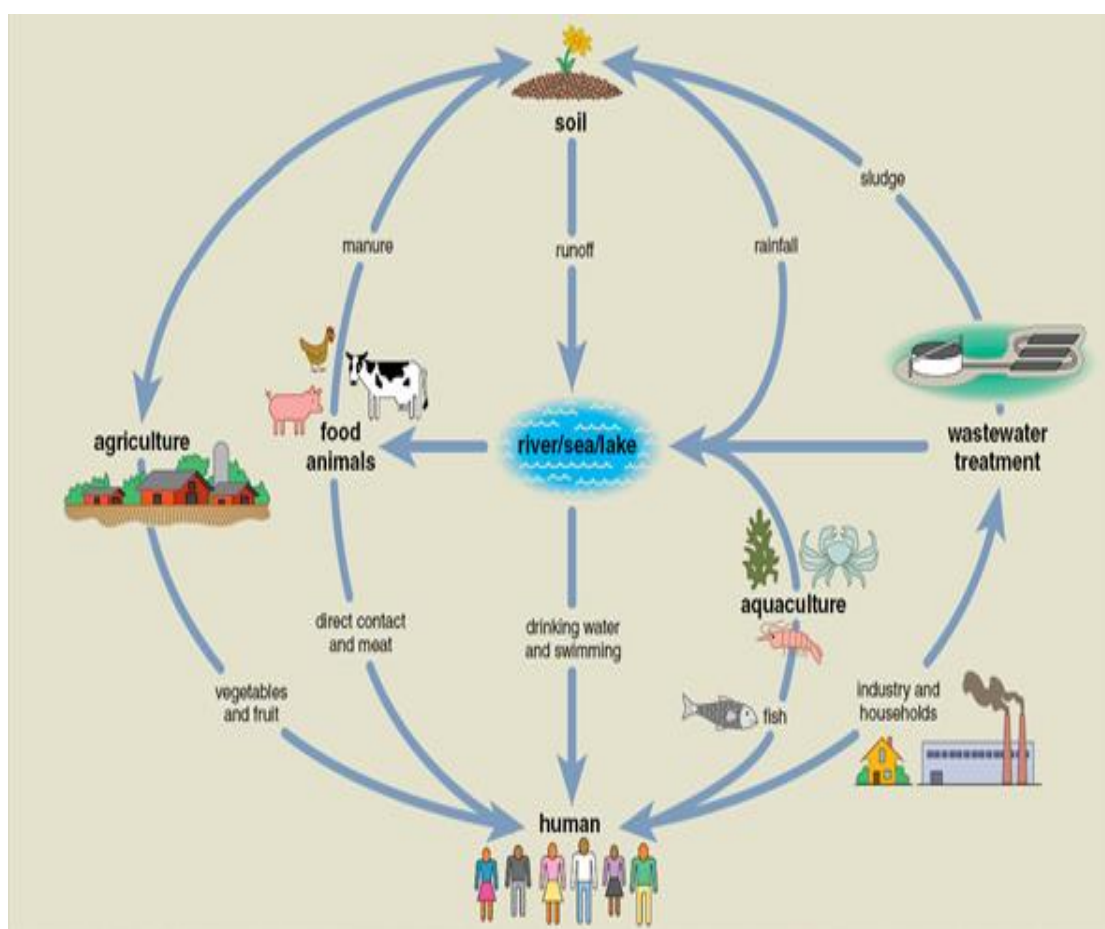 soil
sludge
manure
runoff
rainfall
agriculture
food
animals
river/sea/lake
wastewater
treatment
aquaculture
direct contact
and meat
drinking water
and swimming
vegetables
and fruit
fish
industry and
households
human